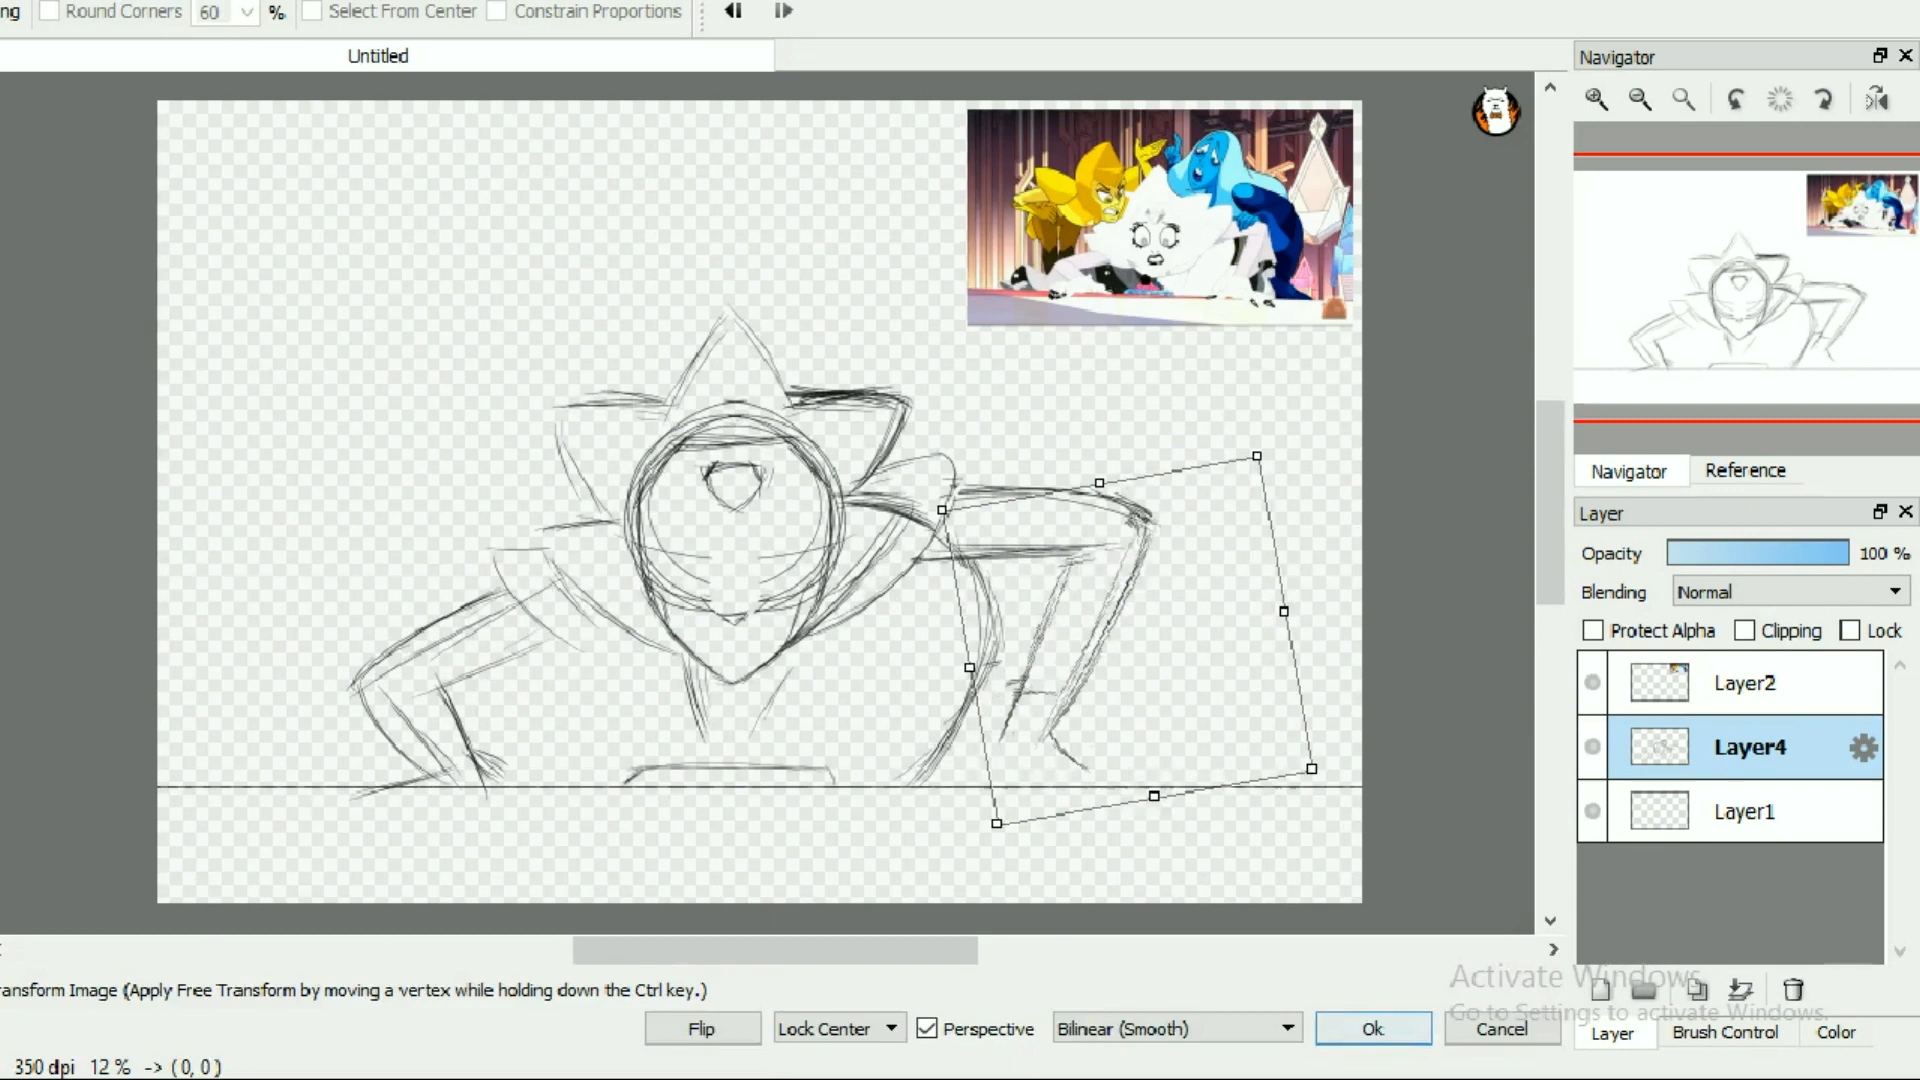 ng Round Corners 60 % Select From Center Constrain Proportions
Untitled
Navigator
Navigator Reference
Layer
Opacity 100 %
Blending Normal
Protect Alpha Clipping Lock
Layer2
Layer4
Layer1
Activate Windows
Go to Settings to activate Windows.
ansform Image (Apply Free Transform by moving a vertex while holding down the Ctrl key.)
Flip Lock Center Perspective Bilinear (Smooth) Ok Cancel
Layer Brush Control Color
350 dpi 12 % -> ( 0, 0 )